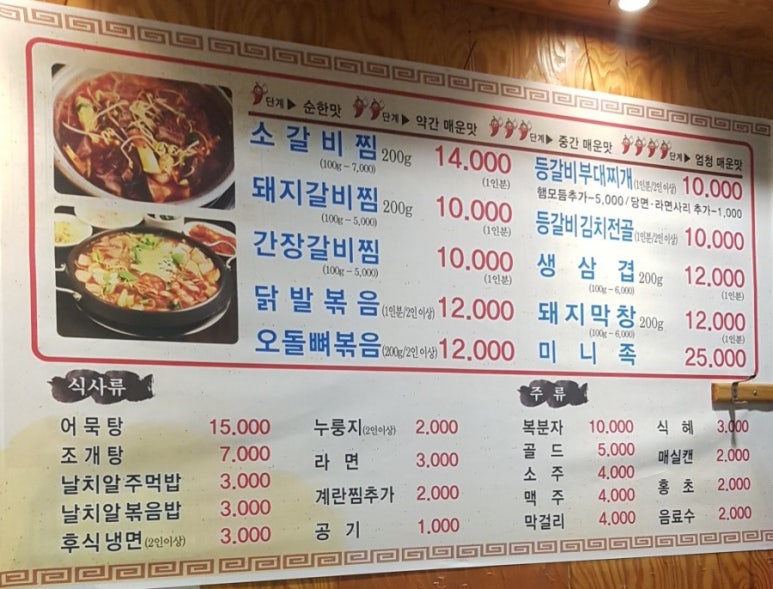 단계▶ 순한맛 단계▶ 약간 매운맛 단계▶ 중간 매운맛 단계▶ 엄청 매운맛
소갈비찜 200g 14.000
(100g~7,000) (1인분)
돼지갈비찜 200g 10.000
(100g~5,000) (1인분)
간장갈비찜 10.000
(100g~5,000) (1인분)
닭발볶음 (1인분/2인이상) 12.000
오돌뼈볶음 (200g/2인이상) 12.000
등갈비부대찌개 (1인분/2인이상) 10.000
햄모듬추가~5,000/당면·라면사리 추가~1,000
등갈비김치전골 (1인분/2인이상) 10.000
생삼겹 200g 12.000
(100g~6,000) (1인분)
돼지막창 200g 12.000
(100g~6,000) (1인분)
미니족 25.000
식사류
어묵탕 15.000
조개탕 7.000
날치알주먹밥 3.000
날치알볶음밥 3.000
후식냉면 (2인이상) 3.000
누룽지 (2인이상) 2.000
라면 3.000
계란찜추가 2.000
공기 1.000
주류
복분자 10.000
골드 5.000
소주 4.000
맥주 4.000
막걸리 4.000
식혜 3.000
매실캔 2.000
홍초 2.000
음료수 2.000